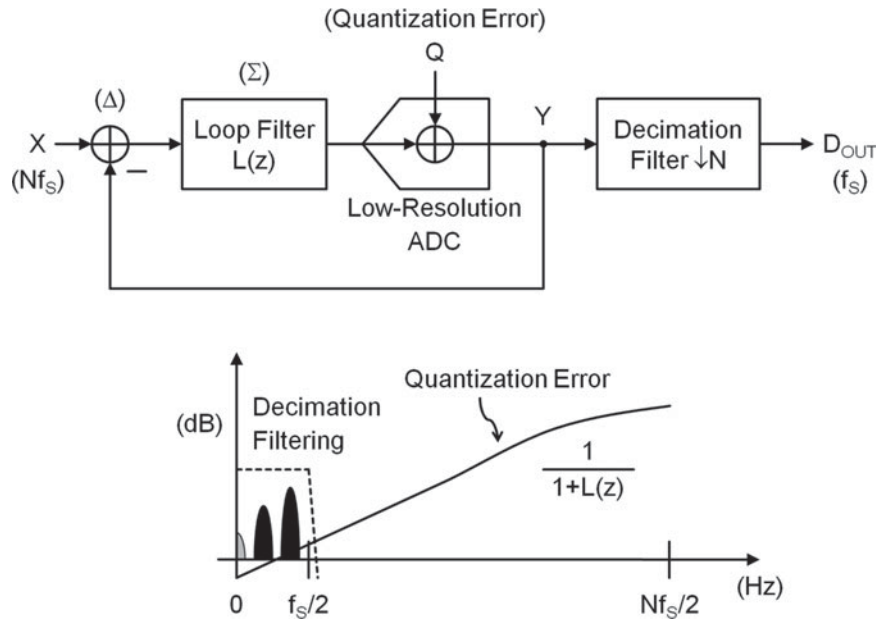 (Quantization Error)
Q
(Σ)
(Δ)
X
(Nf_S)
−
Loop Filter
L(z)
Low-Resolution
ADC
Y
Decimation
Filter ↓N
D_OUT
(f_S)
(dB)
Decimation
Filtering
Quantization Error
1
1+L(z)
0
f_S/2
Nf_S/2
(Hz)